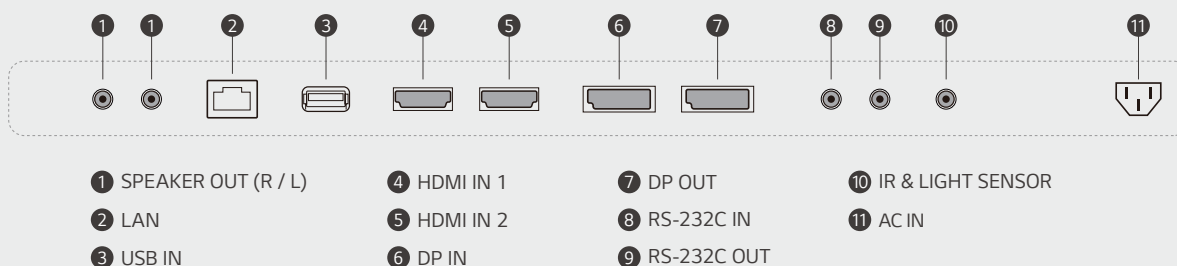 1 1 2 3 4 5 6 7 8 9 10 11
1 SPEAKER OUT (R / L)
2 LAN
3 USB IN
4 HDMI IN 1
5 HDMI IN 2
6 DP IN
7 DP OUT
8 RS-232C IN
9 RS-232C OUT
10 IR & LIGHT SENSOR
11 AC IN